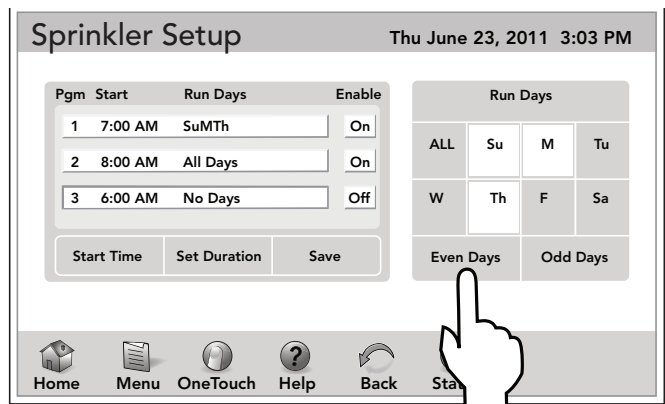 Sprinkler Setup Thu June 23, 2011 3:03 PM
Pgm Start Run Days Enable
1 7:00 AM SuMTh On
2 8:00 AM All Days On
3 6:00 AM No Days Off
Start Time Set Duration Save
Run Days
ALL Su M Tu
W Th F Sa
Even Days Odd Days
Home Menu OneTouch ? Help Back